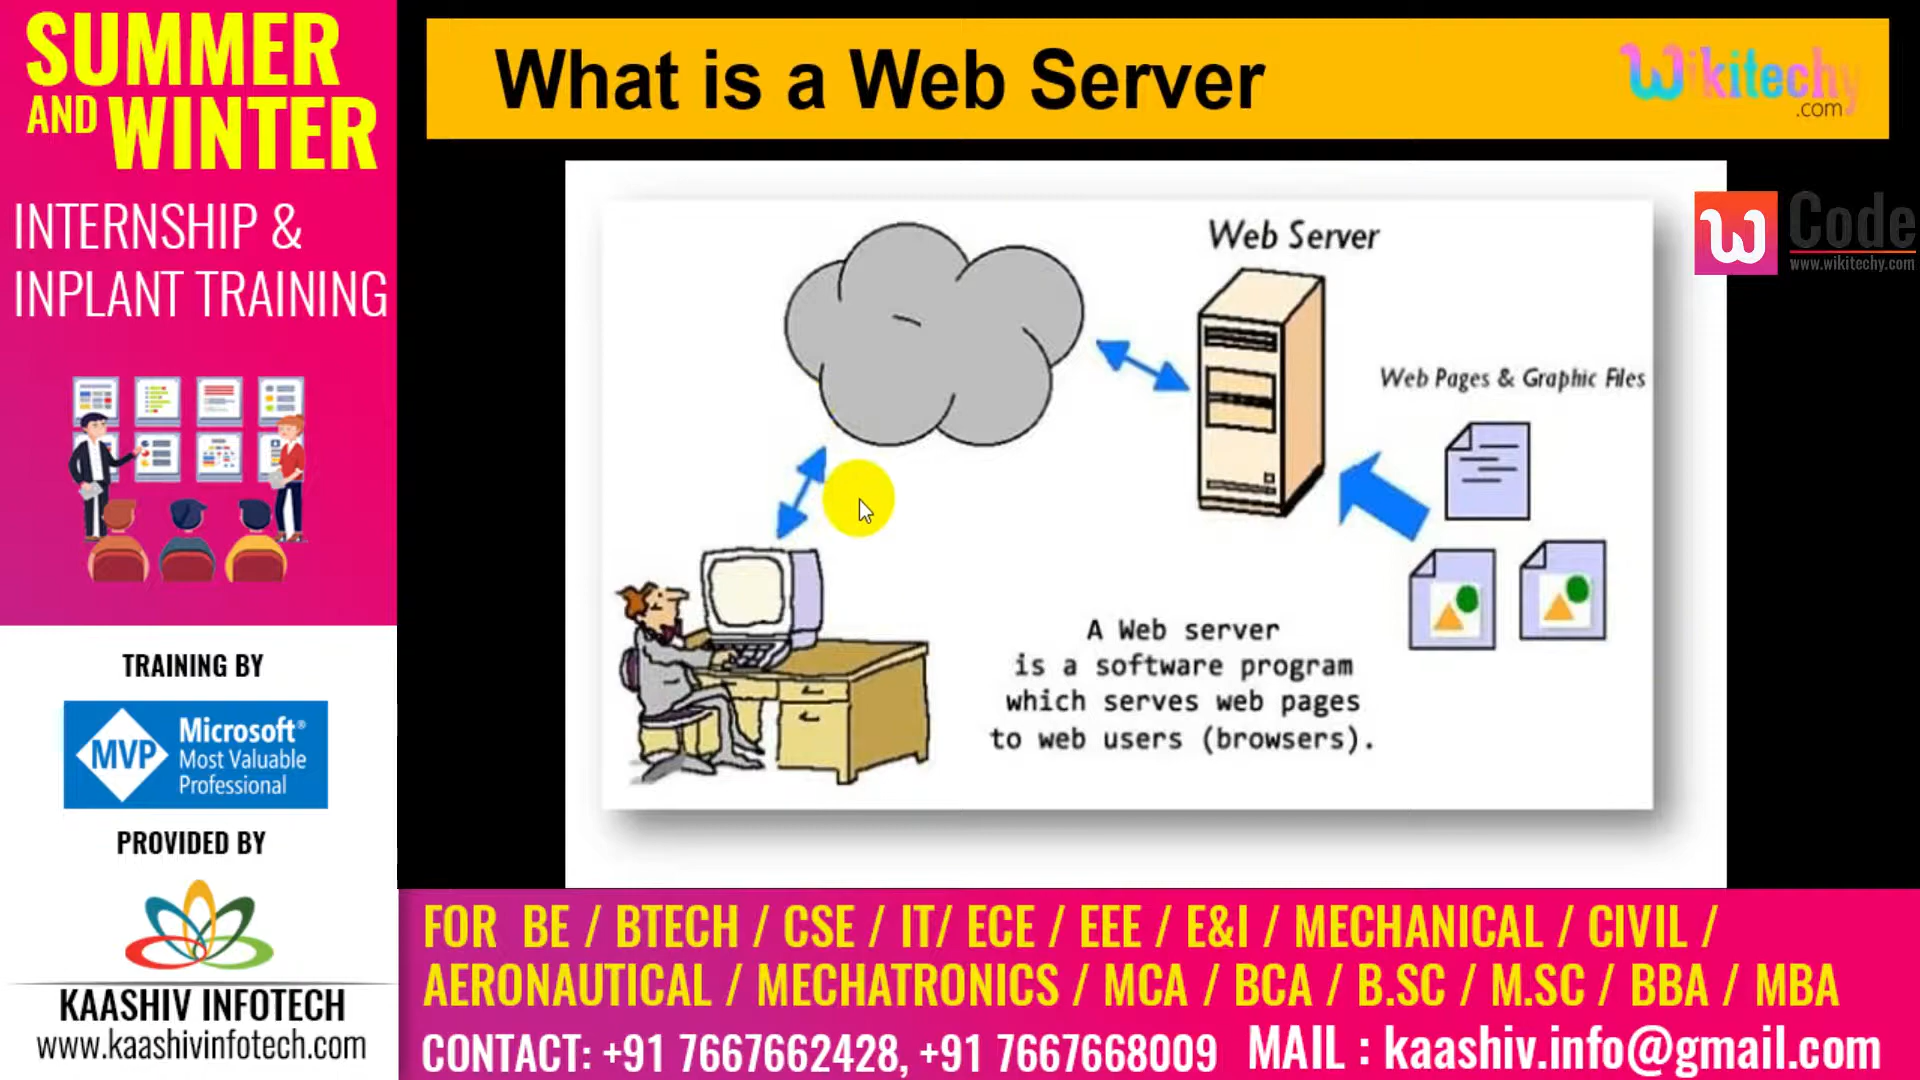 SUMMER
AND WINTER
INTERNSHIP &
INPLANT TRAINING
TRAINING BY
MVP
Microsoft®
Most Valuable
Professional
PROVIDED BY
KAASHIV INFOTECH
www.kaashivinfotech.com
What is a Web Server
Wikitechy
.com
W Code
www.wikitechy.com
Web Server
Web Pages & Graphic Files
A Web server
is a software program
which serves web pages
to web users (browsers).
FOR BE / BTECH / CSE / IT/ ECE / EEE / E&I / MECHANICAL / CIVIL /
AERONAUTICAL / MECHATRONICS / MCA / BCA / B.SC / M.SC / BBA / MBA
CONTACT: +91 7667662428, +91 7667668009 MAIL : kaashiv.info@gmail.com